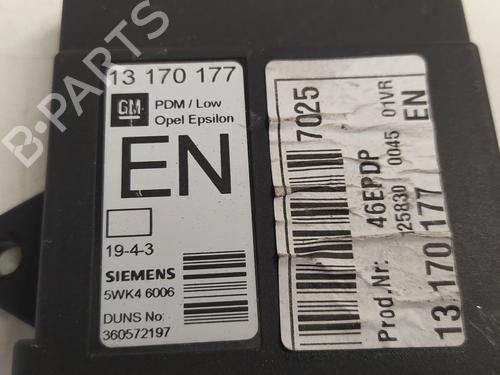 B-PARTS
13 170 177
GM
PDM / Low
Opel Epsilon
EN
19-4-3
SIEMENS
5WK4 6006
DUNS No:
360572197
7025
46EPDP
25830 0045 01VR
Prod.Nr:
13 170 177 EN